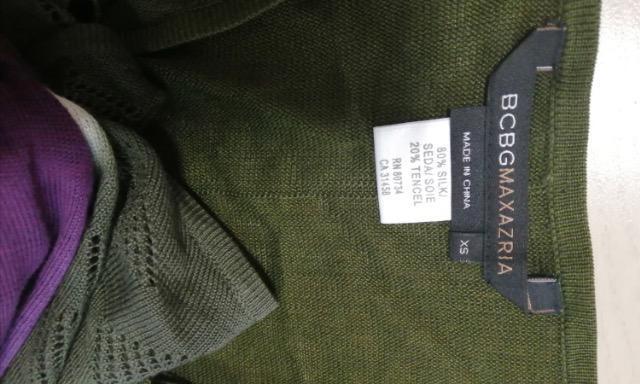 BCBGMAXAZRIA
MADE IN CHINA
XS
80% SILK/
SEDA/SOIE
20% TENCEL
RN 80734
CA 31458